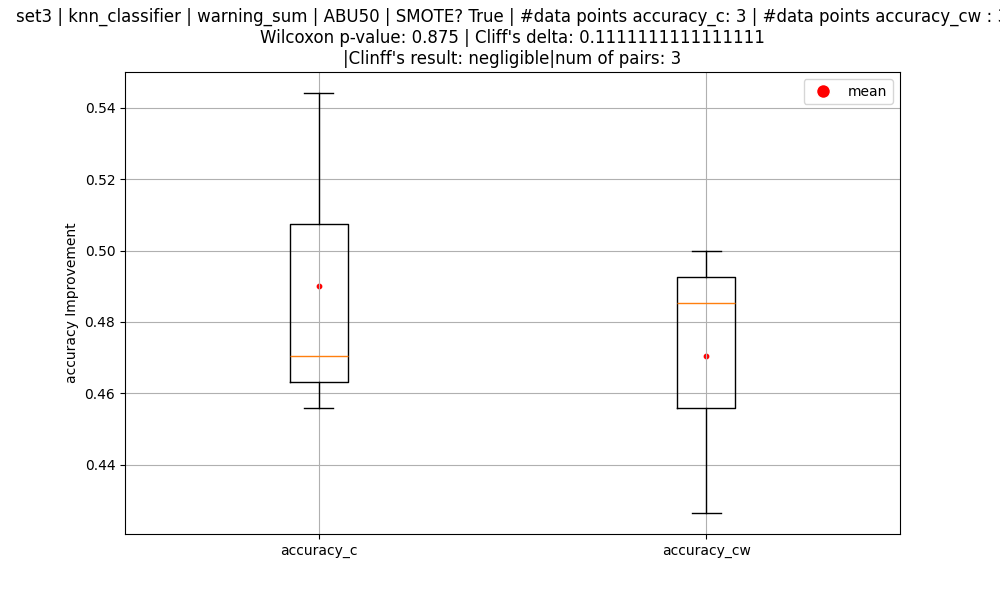 set3 | knn_classifier | warning_sum | ABU50 | SMOTE? True | #data points accuracy_c: 3 | #data points accuracy_cw :
Wilcoxon p-value: 0.875 | Cliff's delta: 0.1111111111111111
|Clinff's result: negligible|num of pairs: 3
mean
0.54
0.52
0.50
0.48
0.46
0.44
accuracy Improvement
accuracy_c
accuracy_cw